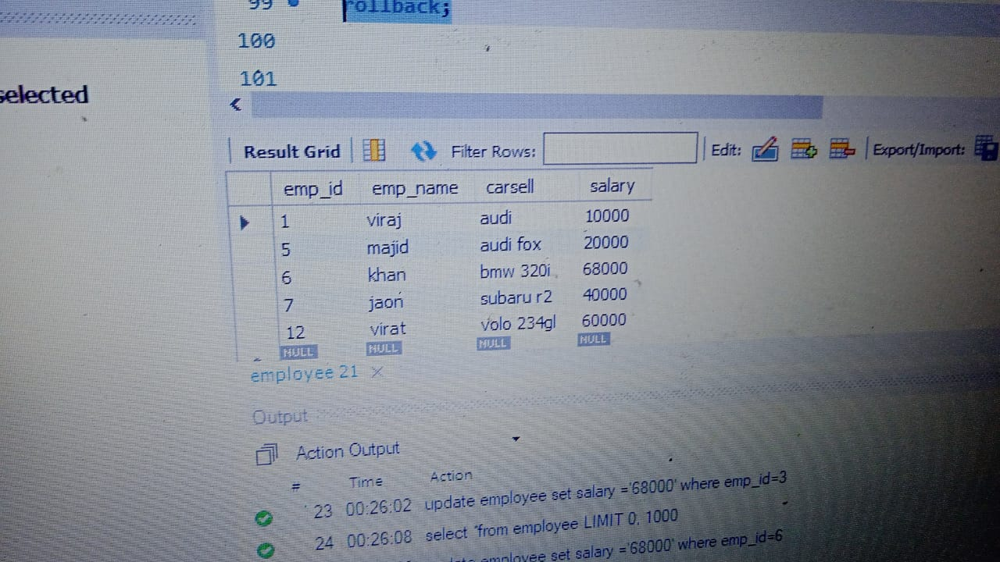 99 rollback;
100
101
selected
Result Grid Filter Rows: Edit: Export/Import:
emp_id emp_name carsell salary
1 viraj audi 10000
5 majid audi fox 20000
6 khan bmw 320i 68000
7 jaon subaru r2 40000
12 virat volo 234gl 60000
NULL NULL NULL NULL
employee 21 ×
Output
Action Output
# Time Action
23 00:26:02 update employee set salary ='68000' where emp_id=3
24 00:26:08 select *from employee LIMIT 0, 1000
employee set salary ='68000' where emp_id=6